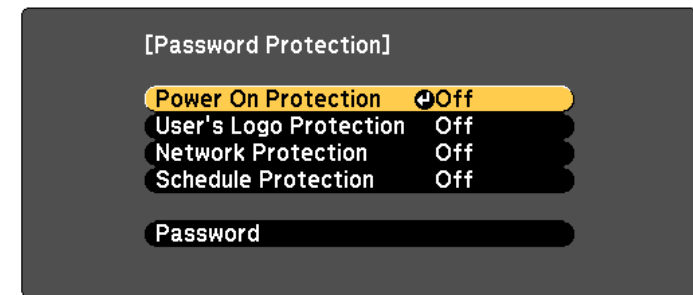 [Password Protection]
Power On Protection Off
User's Logo Protection Off
Network Protection Off
Schedule Protection Off
Password